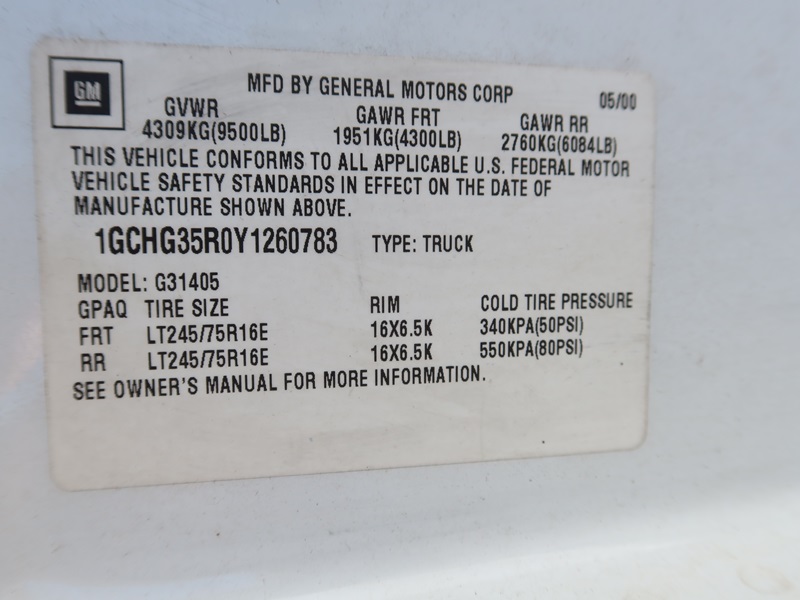 GM
MFD BY GENERAL MOTORS CORP 05/00
GVWR GAWR FRT GAWR RR
4309KG(9500LB) 1951KG(4300LB) 2760KG(6084LB)
THIS VEHICLE CONFORMS TO ALL APPLICABLE U.S. FEDERAL MOTOR
VEHICLE SAFETY STANDARDS IN EFFECT ON THE DATE OF
MANUFACTURE SHOWN ABOVE.
1GCHG35R0Y1260783 TYPE: TRUCK
MODEL: G31405
GPAQ TIRE SIZE RIM COLD TIRE PRESSURE
FRT LT245/75R16E 16X6.5K 340KPA(50PSI)
RR LT245/75R16E 16X6.5K 550KPA(80PSI)
SEE OWNER'S MANUAL FOR MORE INFORMATION.